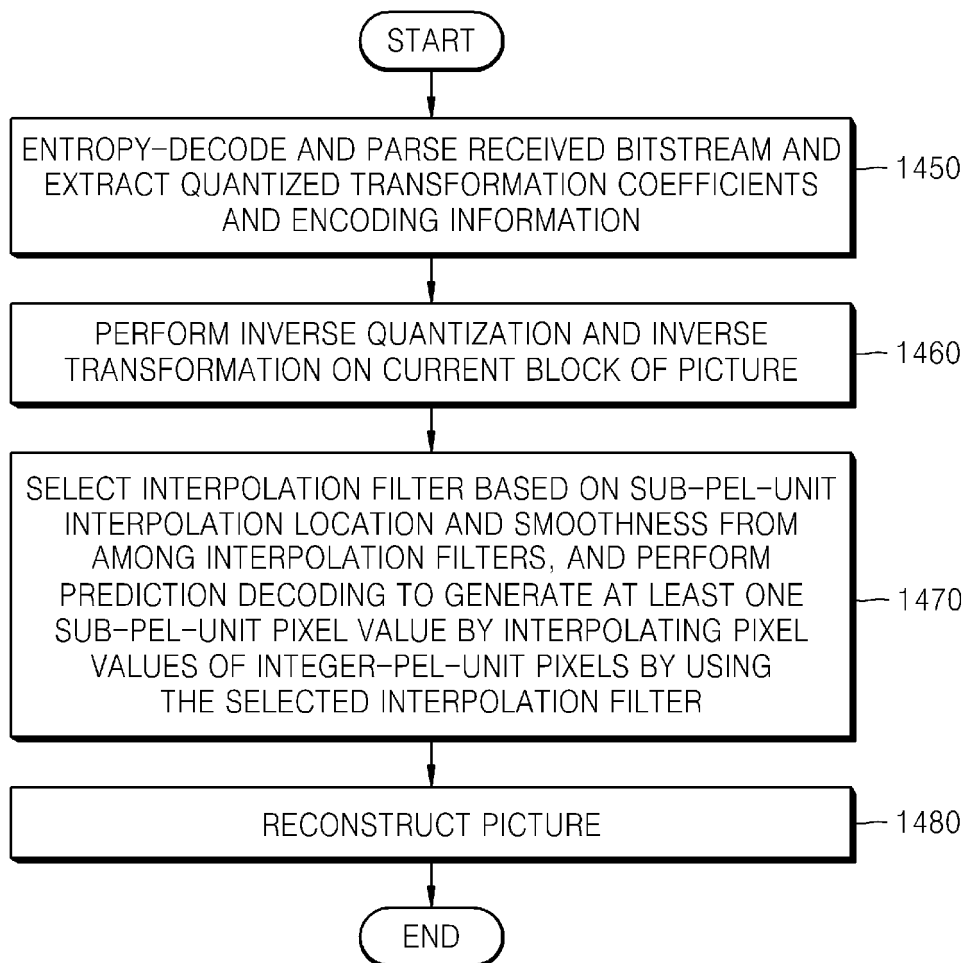 START
ENTROPY-DECODE AND PARSE RECEIVED BITSTREAM AND
EXTRACT QUANTIZED TRANSFORMATION COEFFICIENTS
AND ENCODING INFORMATION
1450
PERFORM INVERSE QUANTIZATION AND INVERSE
TRANSFORMATION ON CURRENT BLOCK OF PICTURE
1460
SELECT INTERPOLATION FILTER BASED ON SUB-PEL-UNIT
INTERPOLATION LOCATION AND SMOOTHNESS FROM
AMONG INTERPOLATION FILTERS, AND PERFORM
PREDICTION DECODING TO GENERATE AT LEAST ONE
SUB-PEL-UNIT PIXEL VALUE BY INTERPOLATING PIXEL
VALUES OF INTEGER-PEL-UNIT PIXELS BY USING
THE SELECTED INTERPOLATION FILTER
1470
RECONSTRUCT PICTURE
1480
END